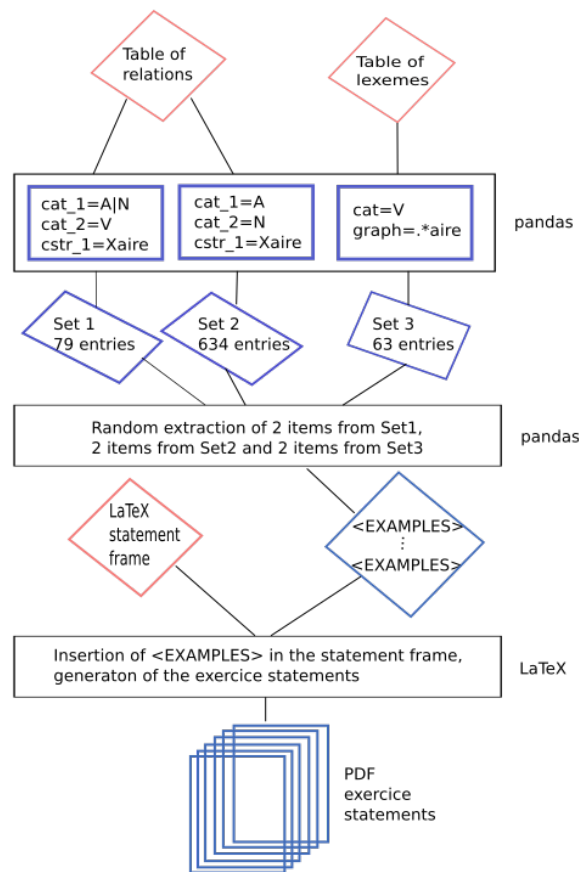 Table of
relations
Table of
lexemes
cat_1=A|N
cat_2=V
cstr_1=Xaire
cat_1=A
cat_2=N
cstr_1=Xaire
cat=V
graph=.*aire
pandas
Set 1
79 entries
Set 2
634 entries
Set 3
63 entries
Random extraction of 2 items from Set1,
2 items from Set2 and 2 items from Set3
pandas
LaTeX
statement
frame
<EXAMPLES>
⋮
<EXAMPLES>
Insertion of <EXAMPLES> in the statement frame,
generaton of the exercice statements
LaTeX
PDF
exercice
statements